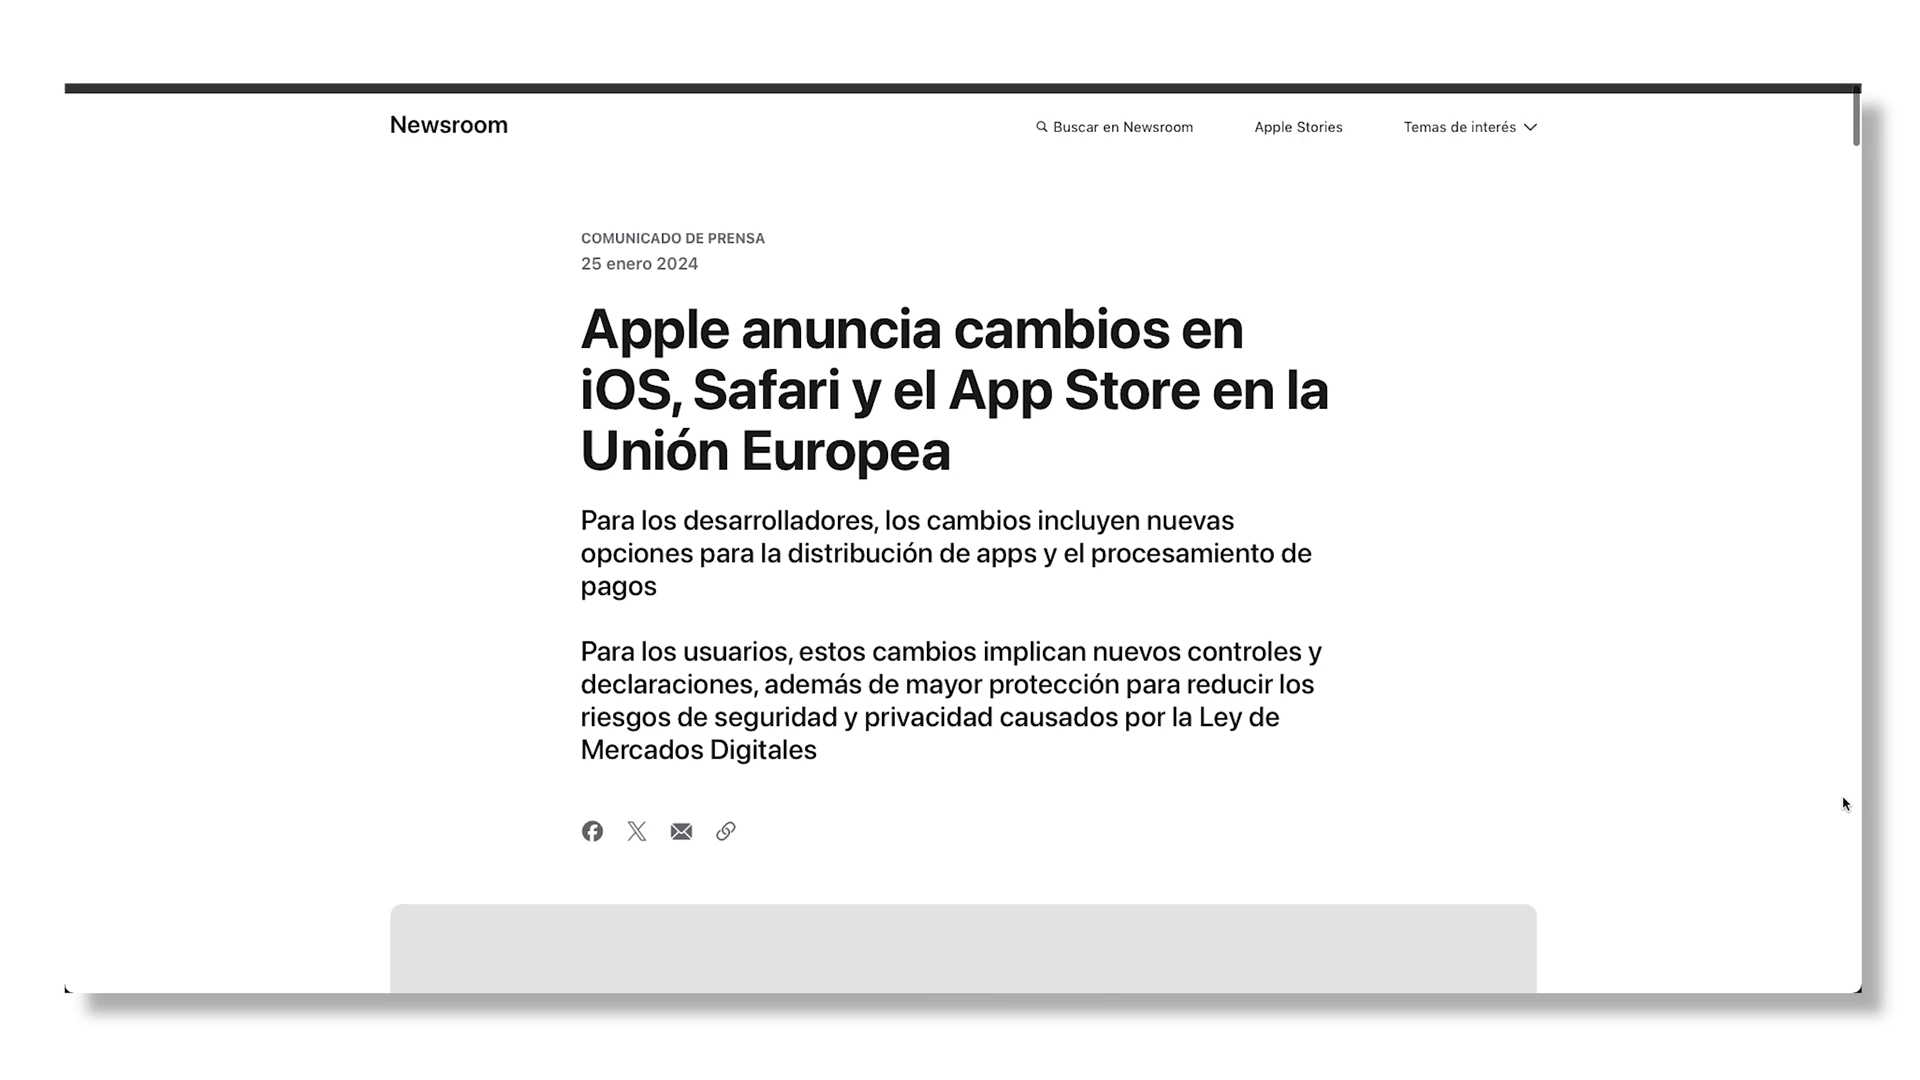 Newsroom
Buscar en Newsroom
Apple Stories
Temas de interés
COMUNICADO DE PRENSA
25 enero 2024
Apple anuncia cambios en
iOS, Safari y el App Store en la
Unión Europea
Para los desarrolladores, los cambios incluyen nuevas
opciones para la distribución de apps y el procesamiento de
pagos
Para los usuarios, estos cambios implican nuevos controles y
declaraciones, además de mayor protección para reducir los
riesgos de seguridad y privacidad causados por la Ley de
Mercados Digitales